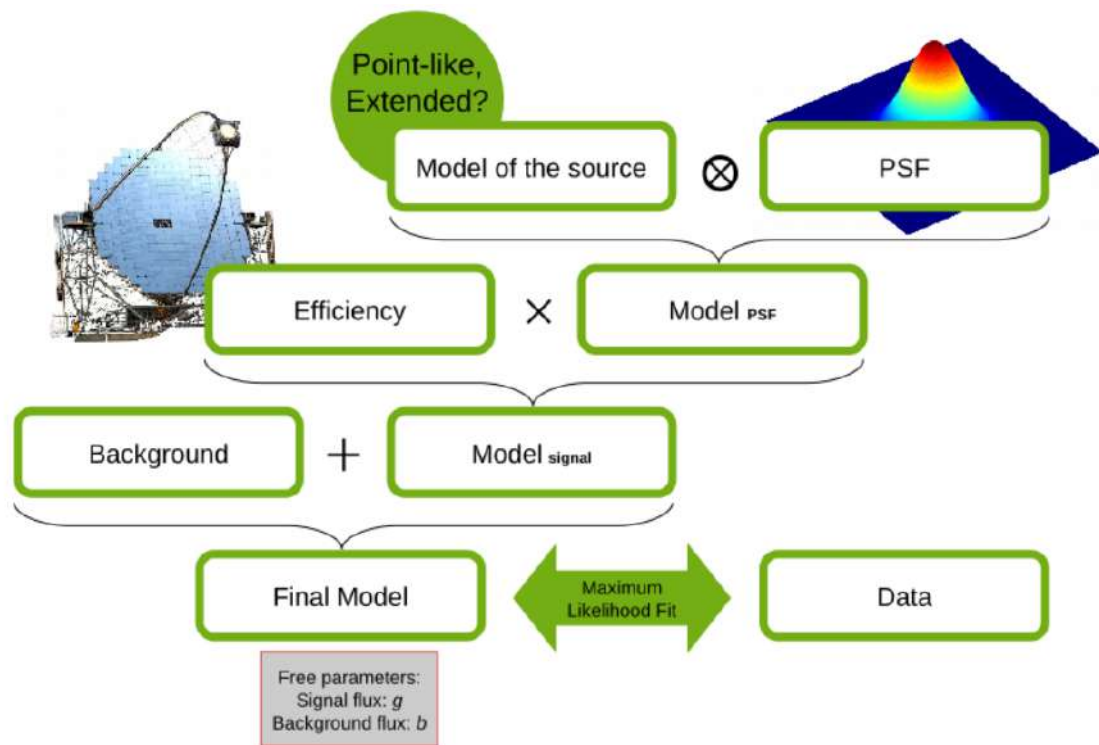 Point-like,
Extended?
Model of the source ⊗ PSF
Efficiency × Model PSF
Background + Model signal
Final Model
Maximum
Likelihood Fit
Data
Free parameters:
Signal flux: g
Background flux: b